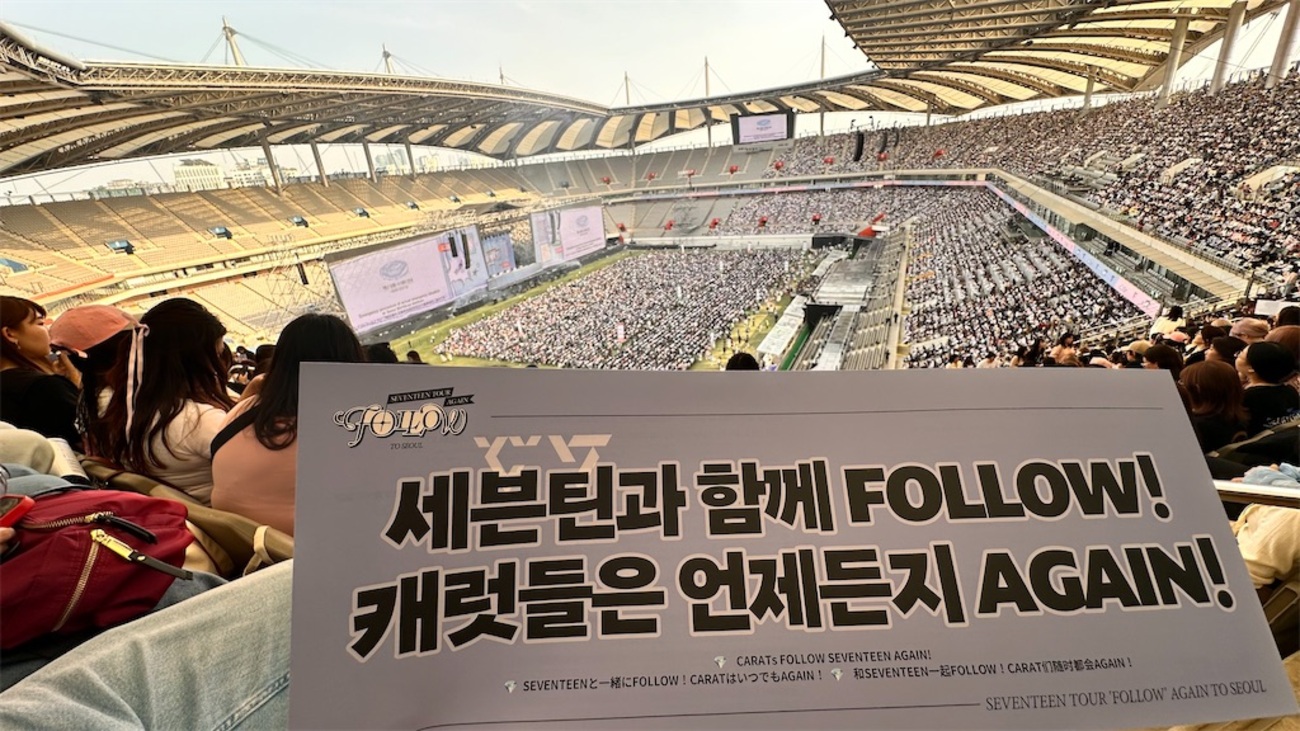 SEVENTEEN TOUR
AGAIN
FOLLOW
TO SEOUL
세븐틴과 함께 FOLLOW!
캐럿들은 언제든지 AGAIN!
CARATs FOLLOW SEVENTEEN AGAIN!
SEVENTEENと一緒にFOLLOW！CARATはいつでもAGAIN！ 和SEVENTEEN一起FOLLOW！CARAT们随时都会AGAIN！
SEVENTEEN TOUR 'FOLLOW' AGAIN TO SEOUL